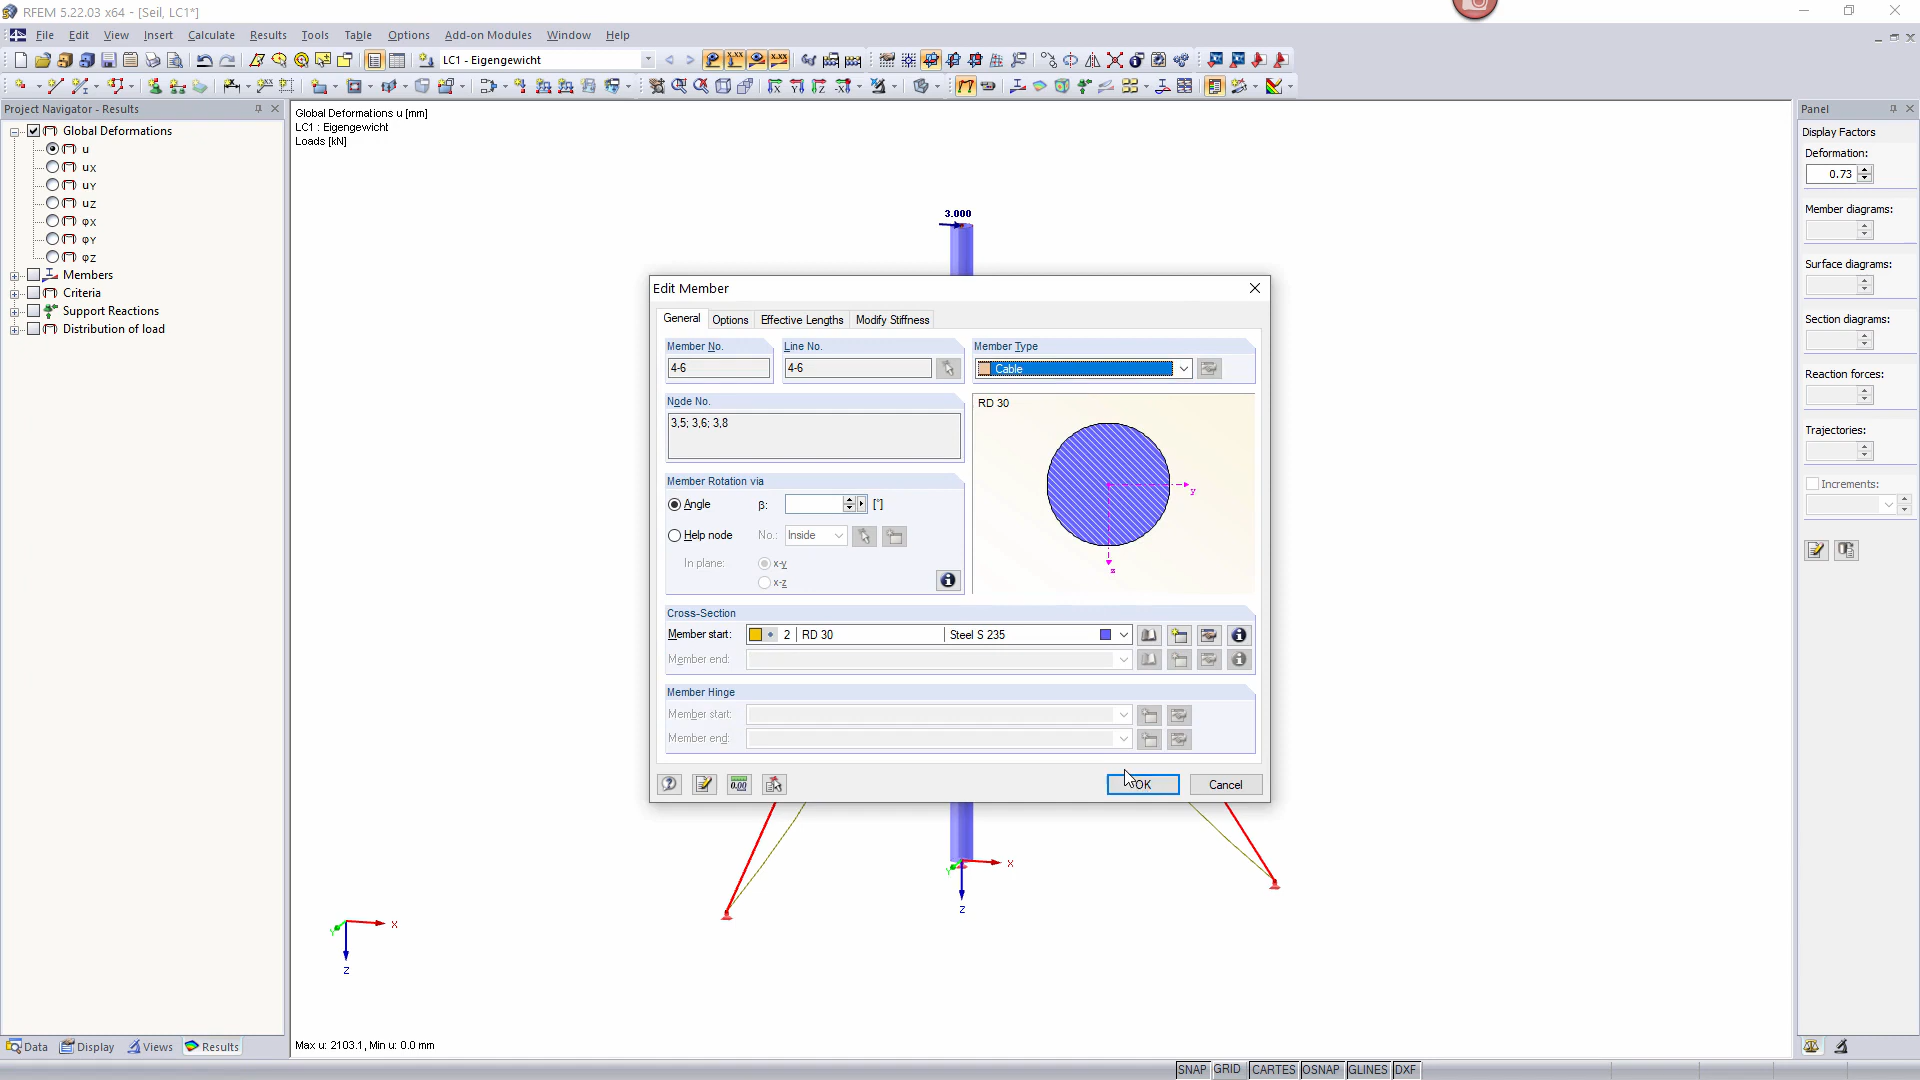 RFEM 5.22.03 x64 - [Seil, LC1*]
File Edit View Insert Calculate Results Tools Table Options Add-on Modules Window Help
LC1 - Eigengewicht
Project Navigator - Results
Global Deformations
u
uX
uY
uZ
φX
φY
φZ
Members
Criteria
Support Reactions
Distribution of load
Data Display Views Results
Global Deformations u [mm]
LC1 : Eigengewicht
Loads [kN]
3.000
Edit Member
General Options Effective Lengths Modify Stiffness
Member No. Line No. Member Type
4-6 4-6 Cable
Node No.
3,5; 3,6; 3,8
RD 30
y
z
Member Rotation via
Angle β: [°]
Help node No.: Inside
In plane: x-y
x-z
Cross-Section
Member start: 2 RD 30 Steel S 235
Member end:
Member Hinge
Member start:
Member end:
0.00
OK Cancel
X
Y
Z
X
Y
Z
Max u: 2103.1, Min u: 0.0 mm
Panel
Display Factors
Deformation:
0.73
Member diagrams:
Surface diagrams:
Section diagrams:
Reaction forces:
Trajectories:
Increments:
SNAP GRID CARTES OSNAP GLINES DXF